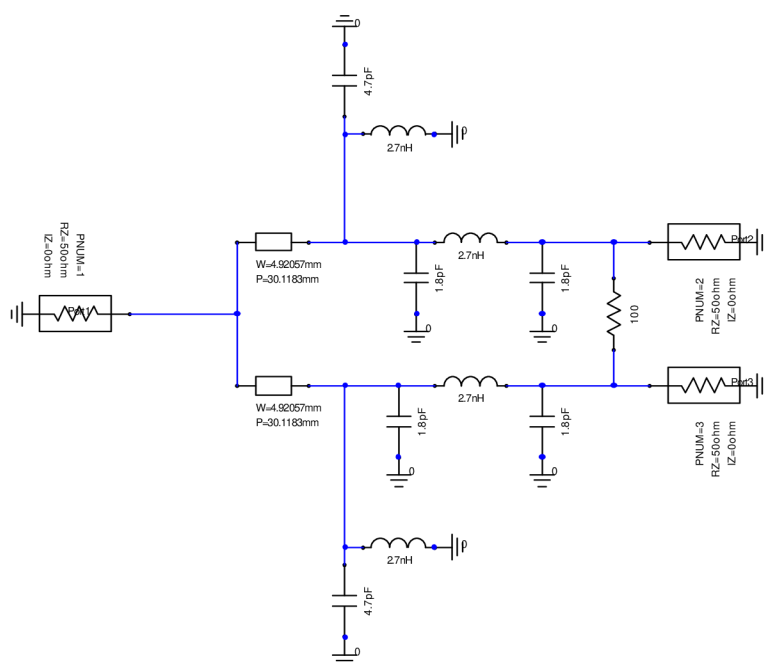 0
4.7pF
0
2.7nH
PNUM=1
RZ=50ohm
IZ=0ohm
Port1
W=4.92057mm
P=30.1183mm
1.8pF
0
2.7nH
1.8pF
0
100
Port2
PNUM=2
RZ=50ohm
IZ=0ohm
W=4.92057mm
P=30.1183mm
1.8pF
0
2.7nH
1.8pF
0
Port3
PNUM=3
RZ=50ohm
IZ=0ohm
0
2.7nH
4.7pF
0